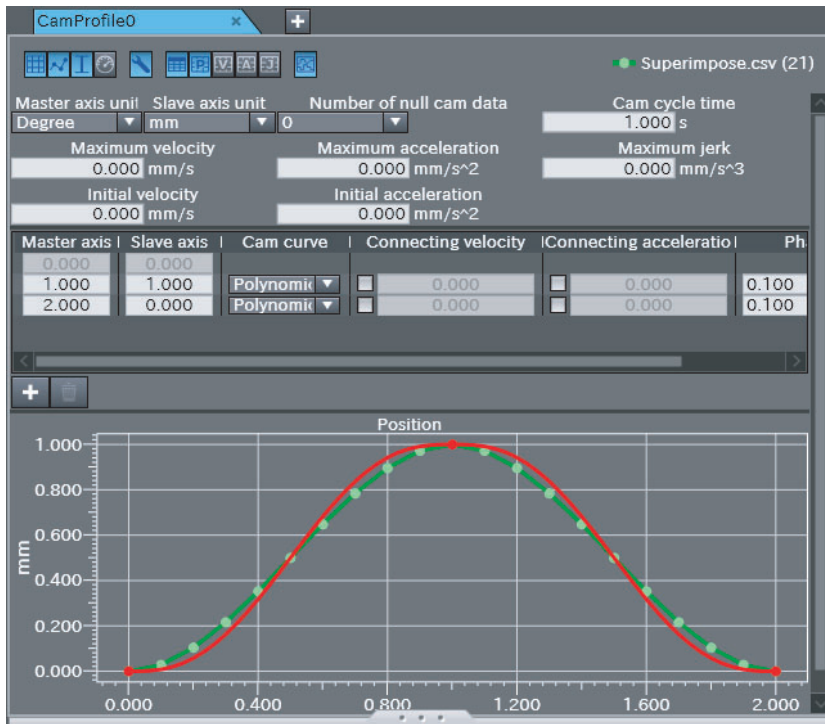 CamProfile0 × +
Superimpose.csv (21)
Master axis unit Slave axis unit Number of null cam data Cam cycle time
Degree mm 0 1.000 s
Maximum velocity Maximum acceleration Maximum jerk
0.000 mm/s 0.000 mm/s^2 0.000 mm/s^3
Initial velocity Initial acceleration
0.000 mm/s 0.000 mm/s^2
Master axis | Slave axis | Cam curve | Connecting velocity | Connecting acceleratio | Pha
0.000 0.000
1.000 1.000 Polynomic 0.000 0.000 0.100
2.000 0.000 Polynomic 0.000 0.000 0.100
+
Position
1.000
0.800
0.600
0.400
0.200
0.000
mm
0.000 0.400 0.800 1.200 1.600 2.000